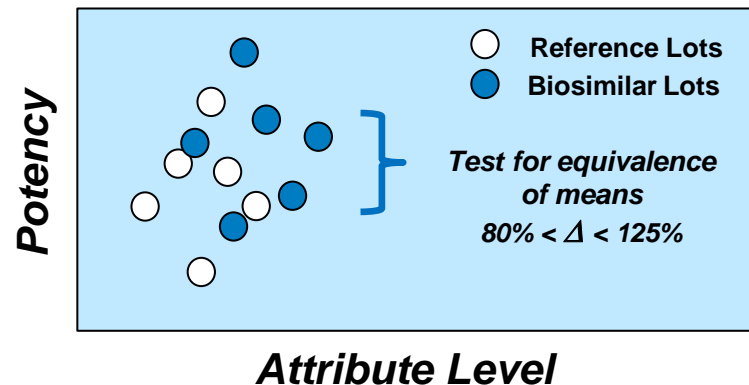 Reference Lots
Biosimilar Lots
Potency
Test for equivalence
of means
80% < Δ < 125%
Attribute Level